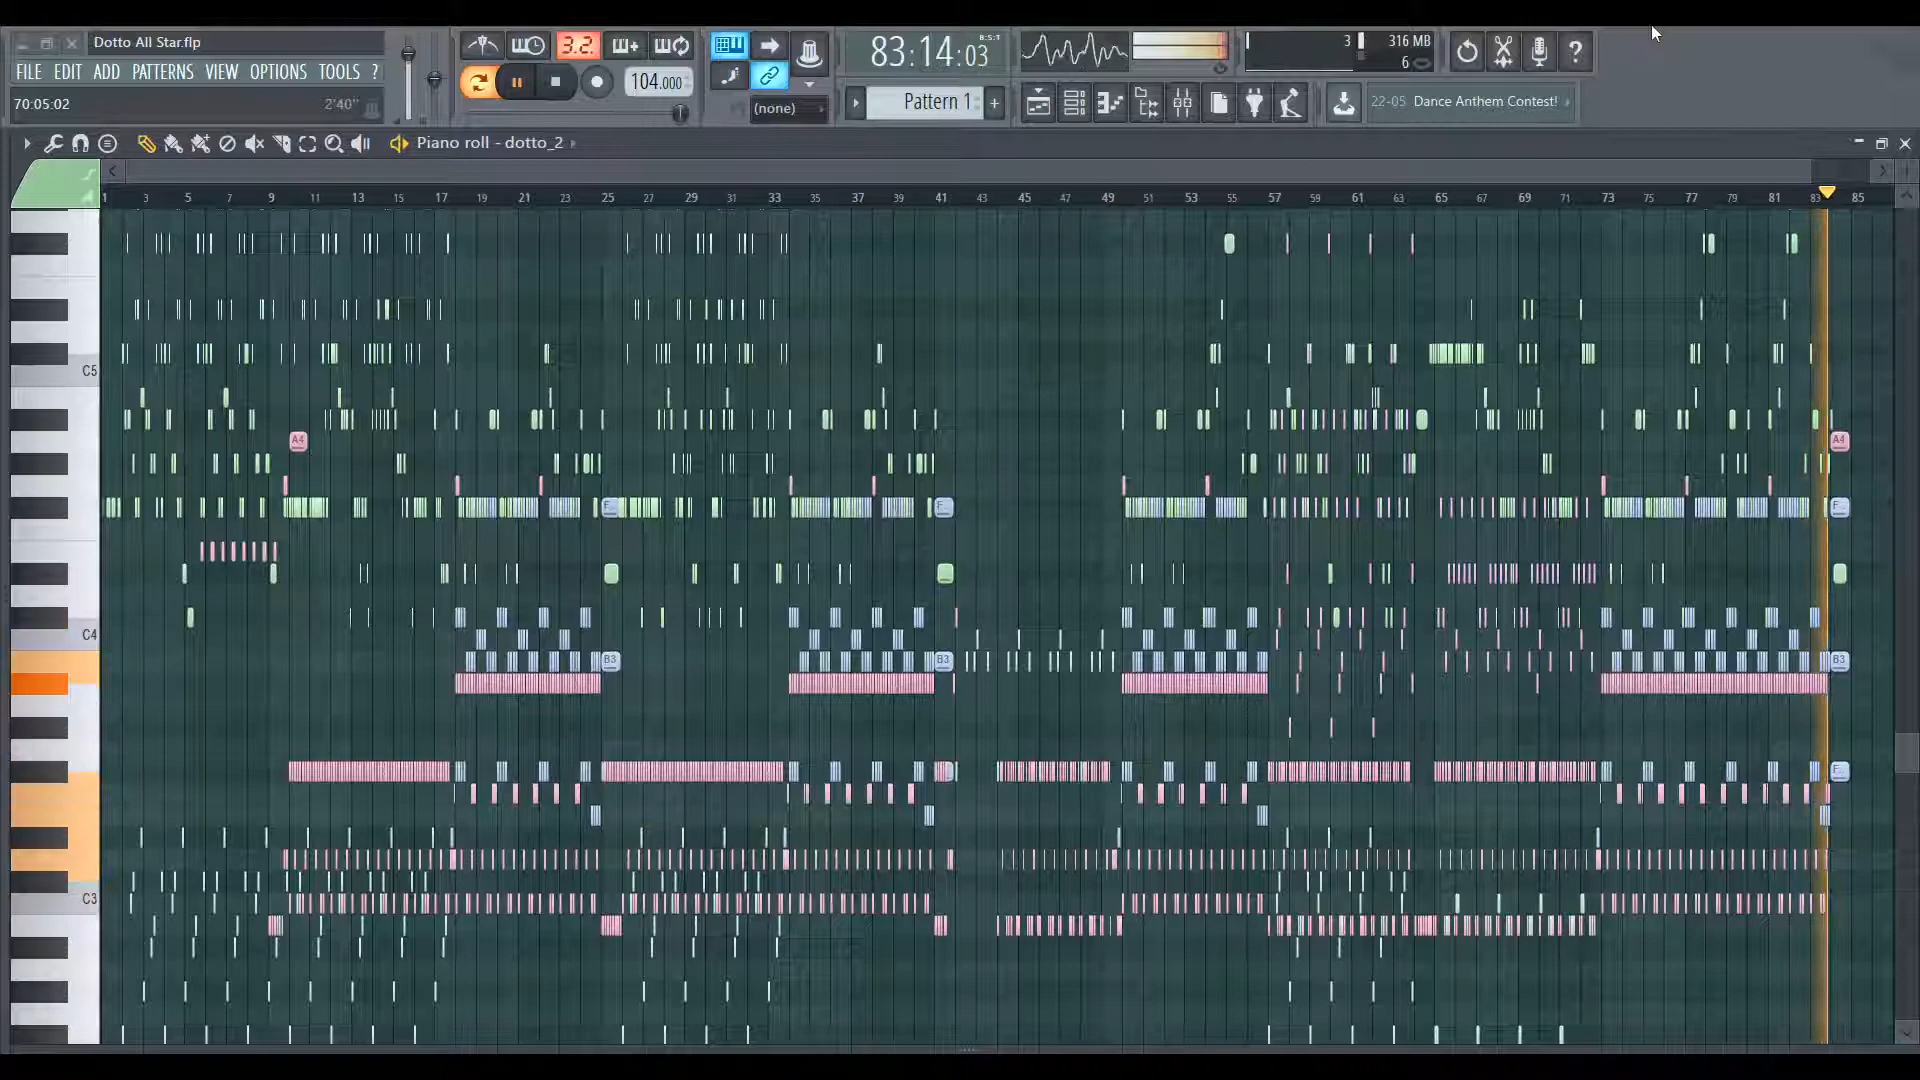 Dotto All Star.flp
FILE EDIT ADD PATTERNS VIEW OPTIONS TOOLS ?
70:05:02 2'40"
3.2.
104.000
(none)
83:14:03
B:S:T
Pattern 1
+
3 316 MB
6
?
22-05 Dance Anthem Contest!
Piano roll - dotto_2
1 3 5 7 9 11 13 15 17 19 21 23 25 27 29 31 33 35 37 39 41 43 45 47 49 51 53 55 57 59 61 63 65 67 69 71 73 75 77 79 81 83 85
C5
A4 A4
F.. F.. F..
C4
B3 B3 B3
F..
C3